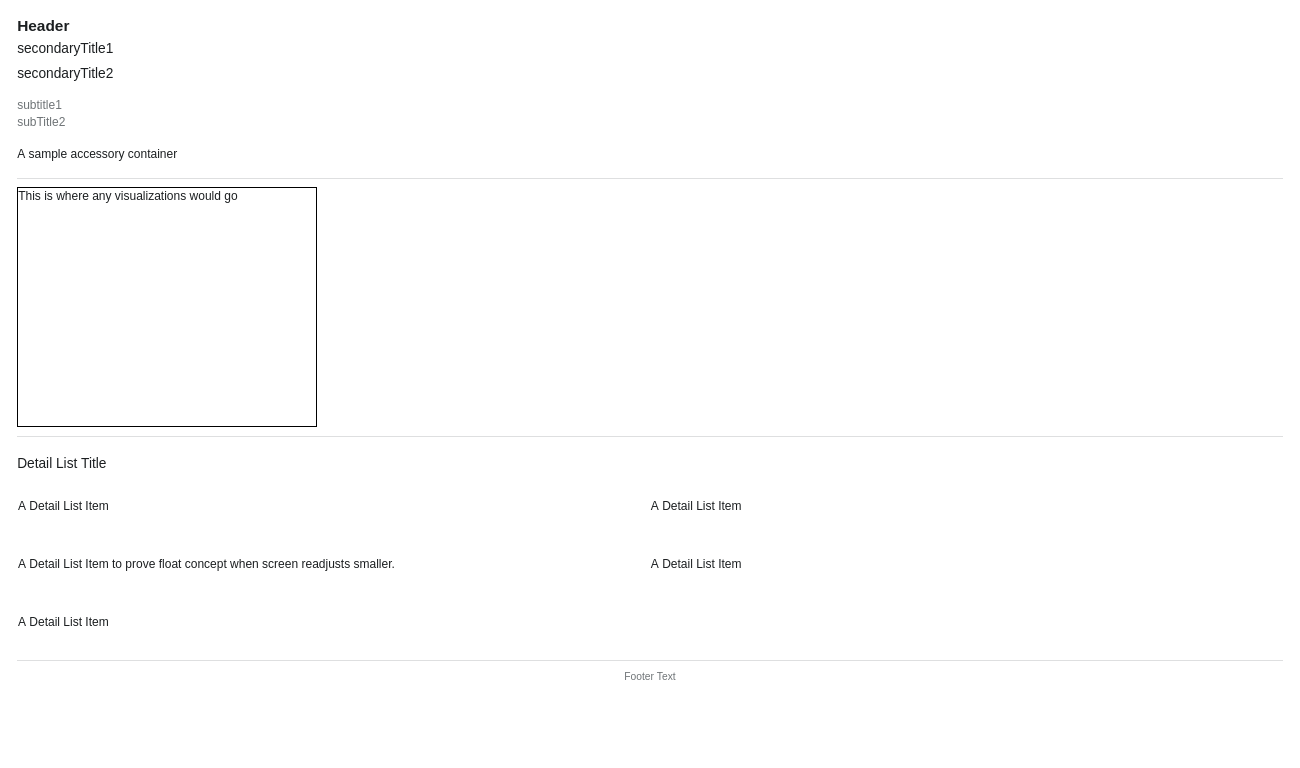 Header
secondaryTitle1
secondaryTitle2
subtitle1
subTitle2
A sample accessory container
This is where any visualizations would go
Detail List Title
A Detail List Item
A Detail List Item
A Detail List Item to prove float concept when screen readjusts smaller.
A Detail List Item
A Detail List Item
Footer Text